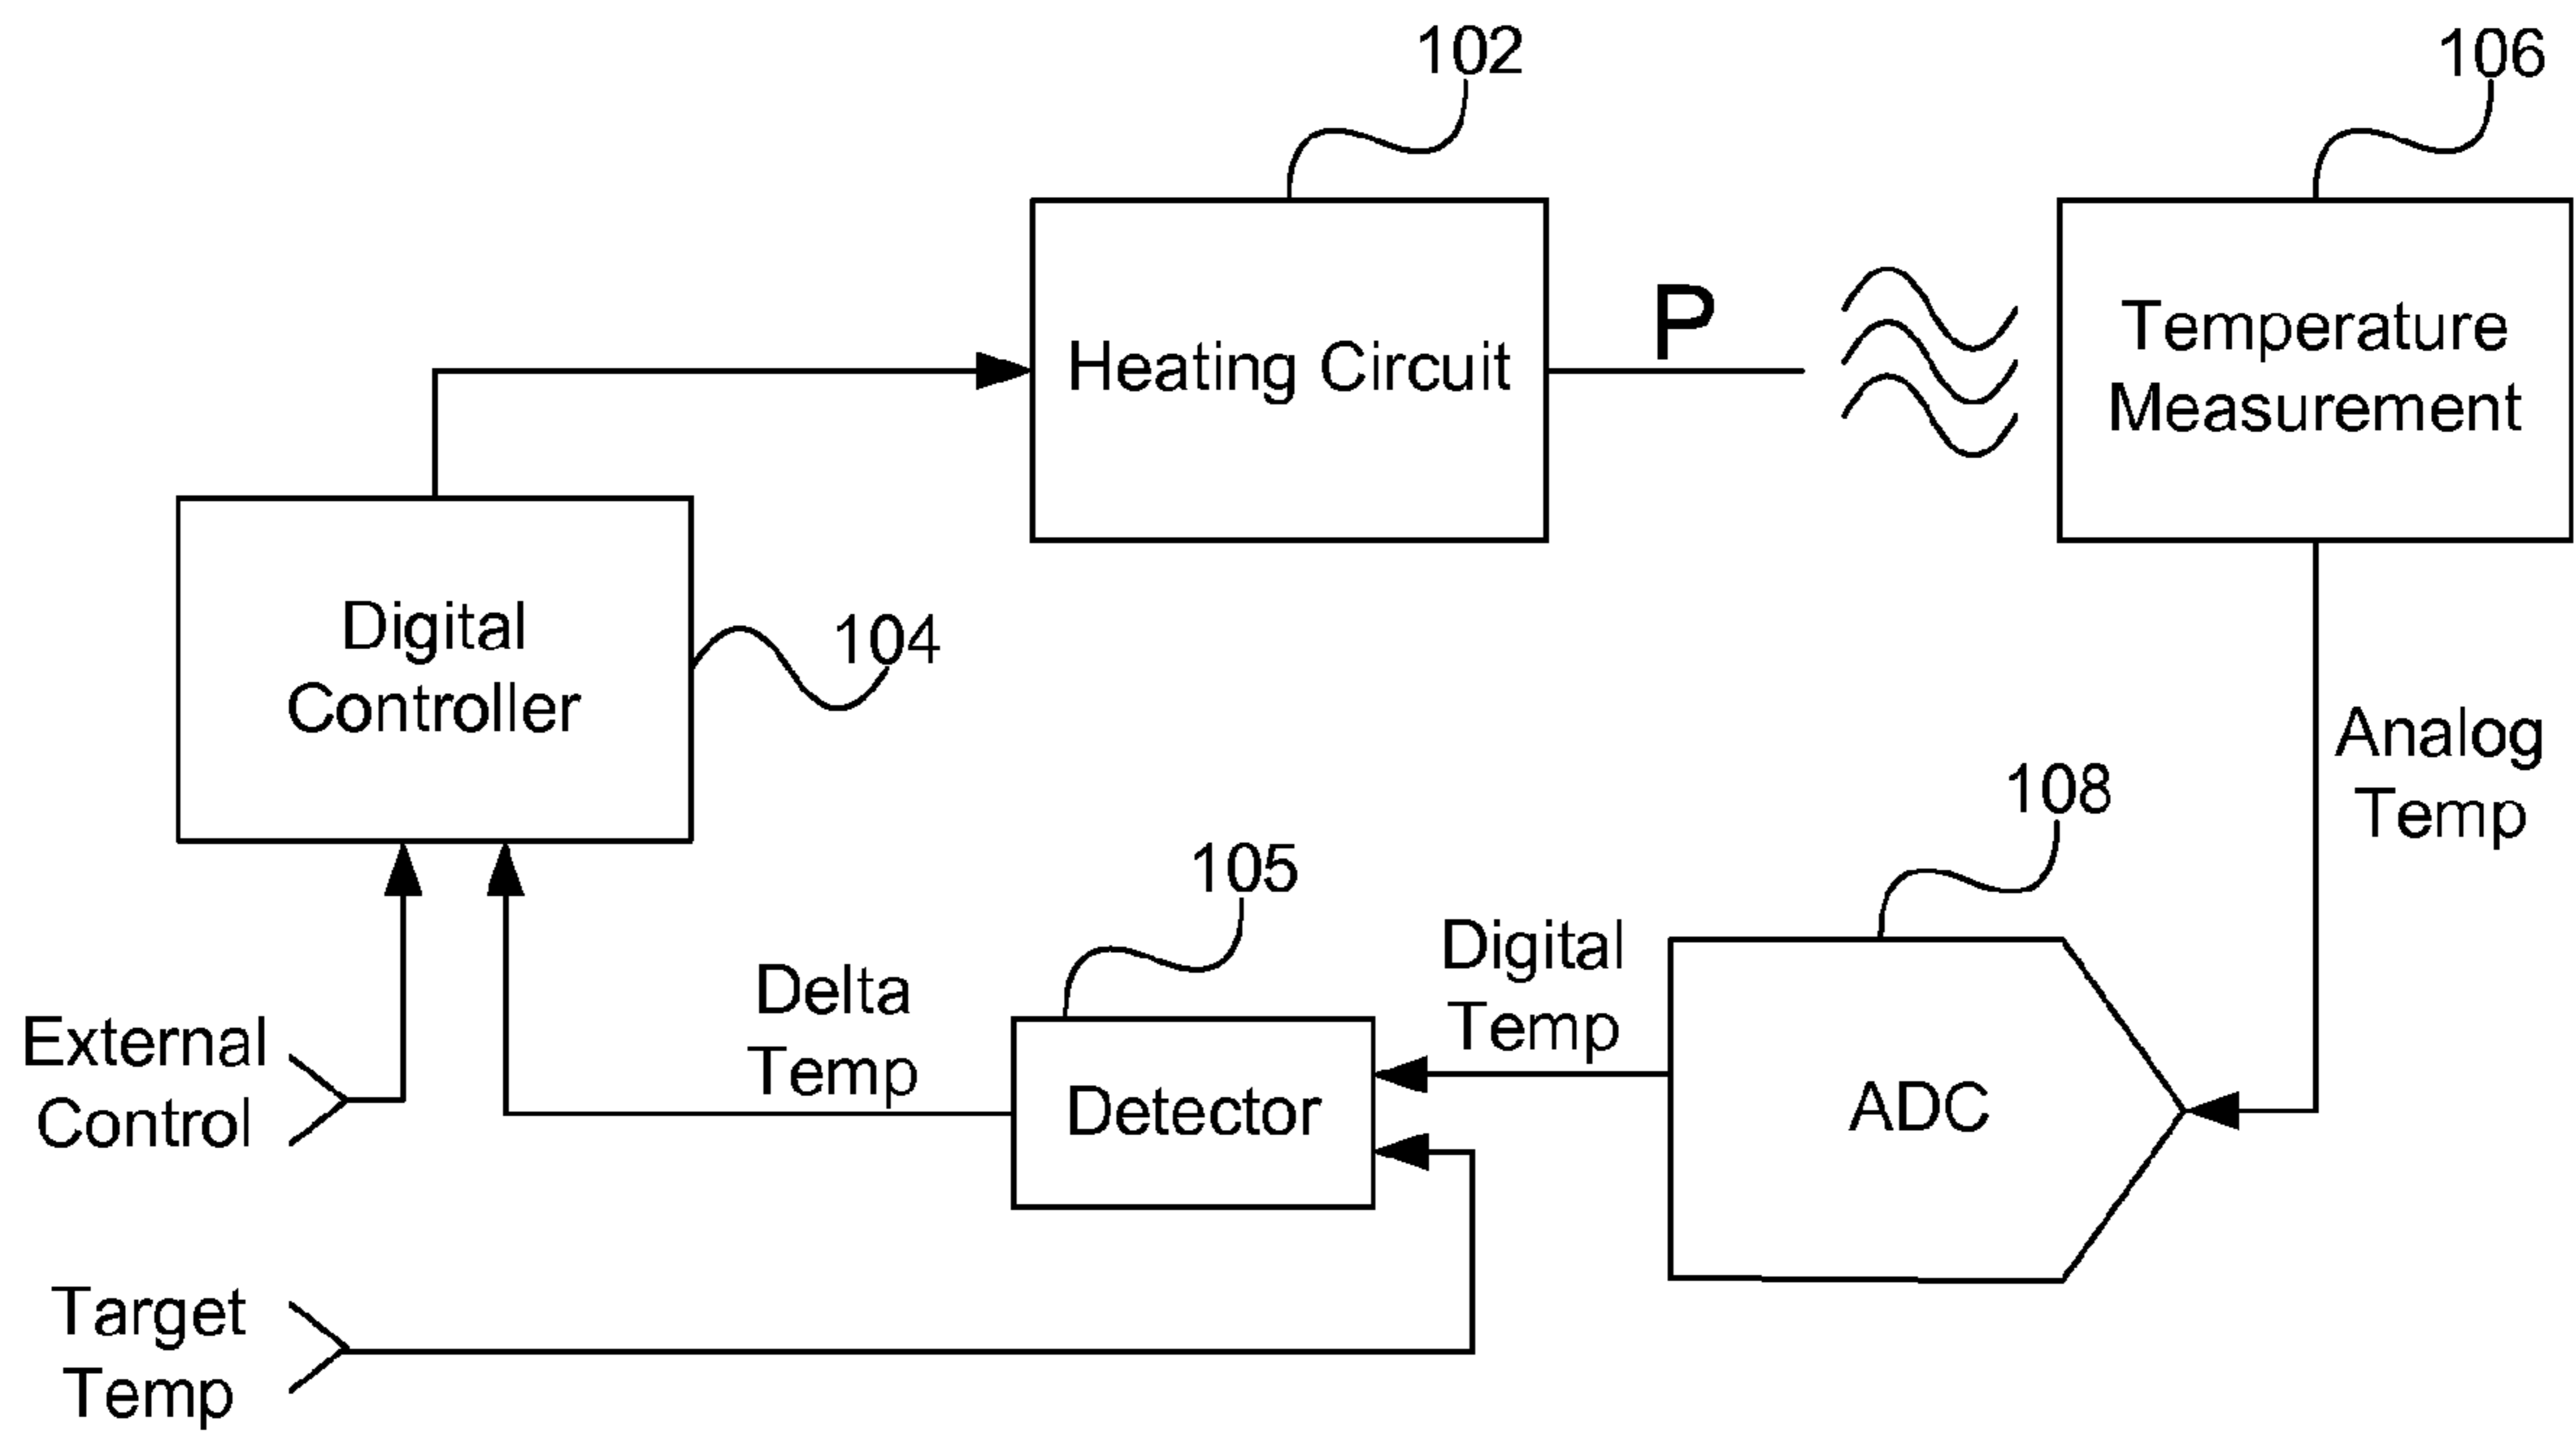 102
106
Heating Circuit
P
Temperature
Measurement
Digital
Controller
104
Analog
Temp
108
105
Digital
Temp
Delta
Temp
External
Control
Detector
ADC
Target
Temp